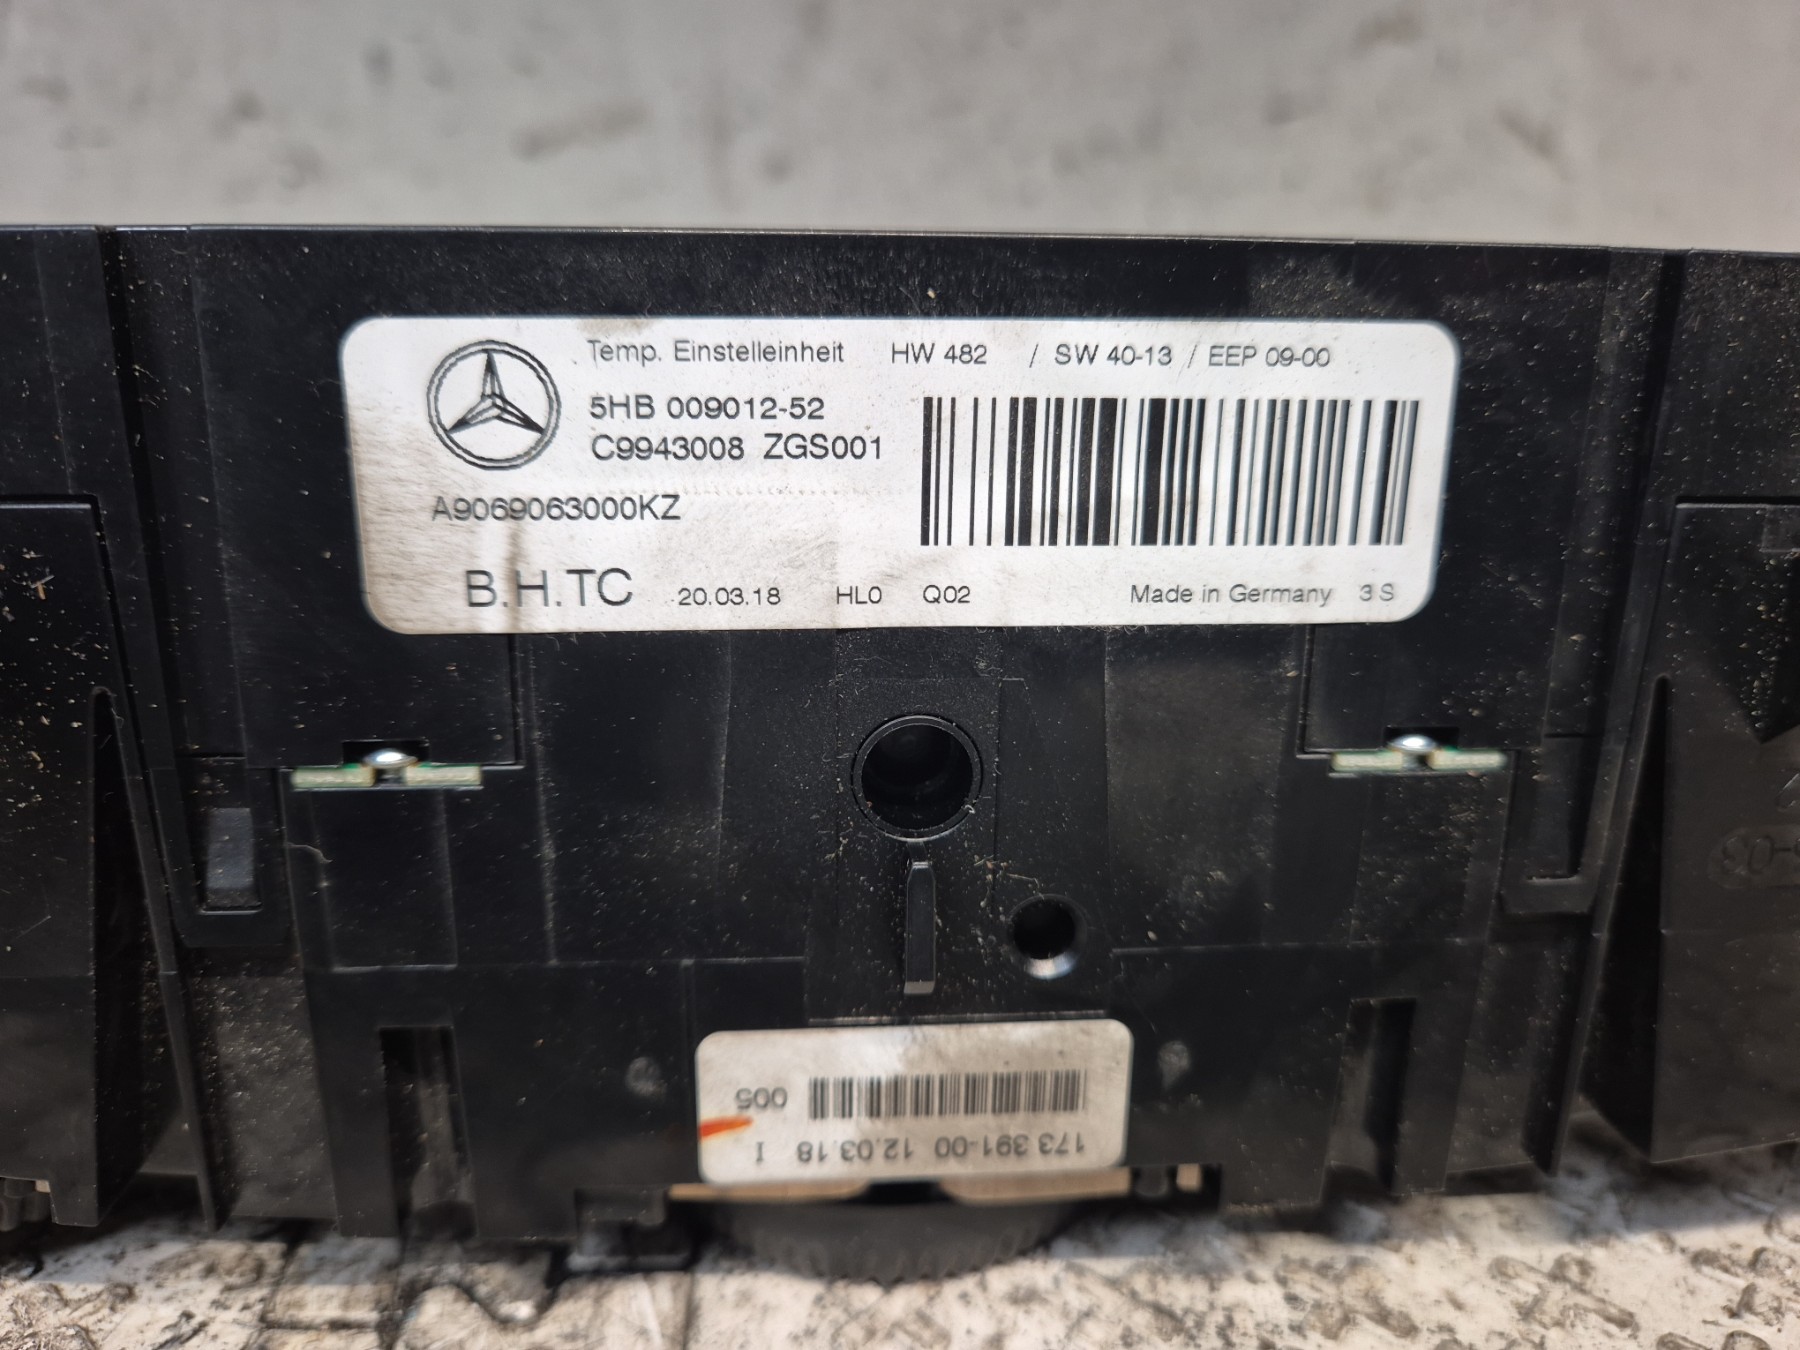 Temp. Einstelleinheit HW 482 / SW 40-13 / EEP 09-00
5HB 009012-52
C9943008 ZGS001
A9069063000KZ
B.H.TC 20.03.18 HL0 Q02 Made in Germany 3 S
173 391-00 12.03.18 I
005